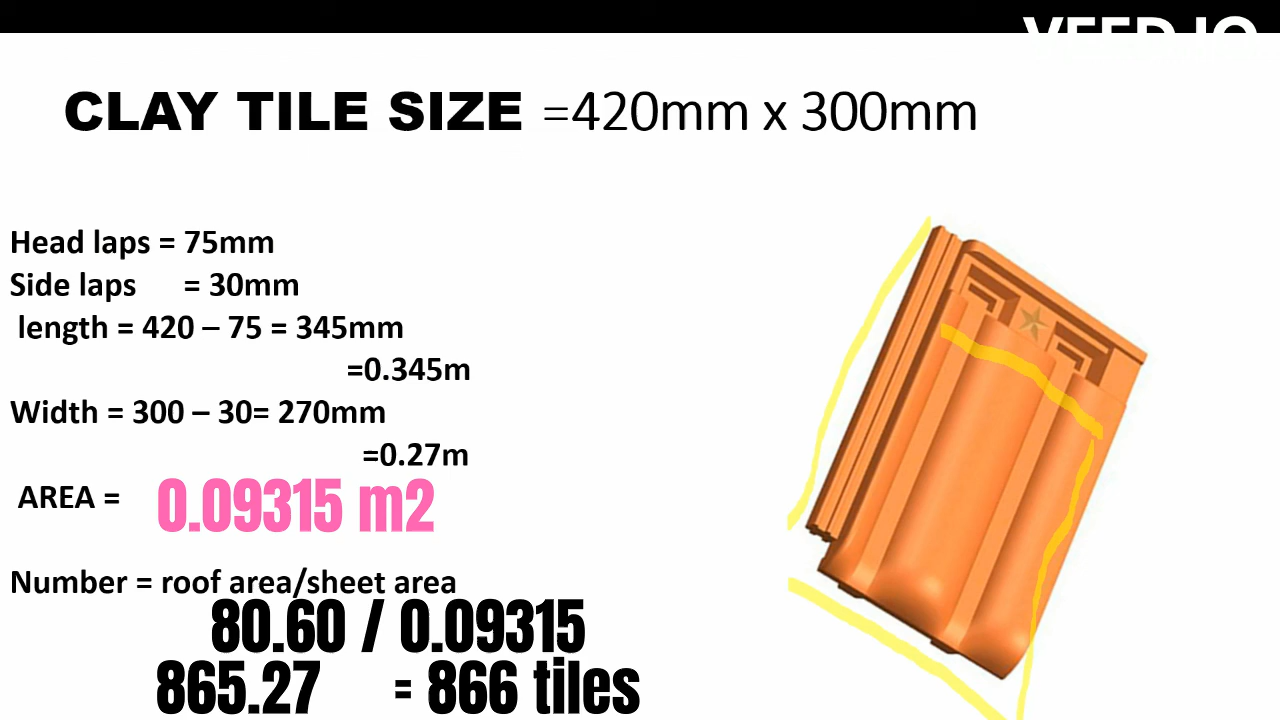 VEED.IO
CLAY TILE SIZE =420mm x 300mm
Head laps = 75mm
Side laps = 30mm
length = 420 – 75 = 345mm
=0.345m
Width = 300 – 30= 270mm
=0.27m
AREA = 0.09315 m2
Number = roof area/sheet area
80.60 / 0.09315
865.27 = 866 tiles